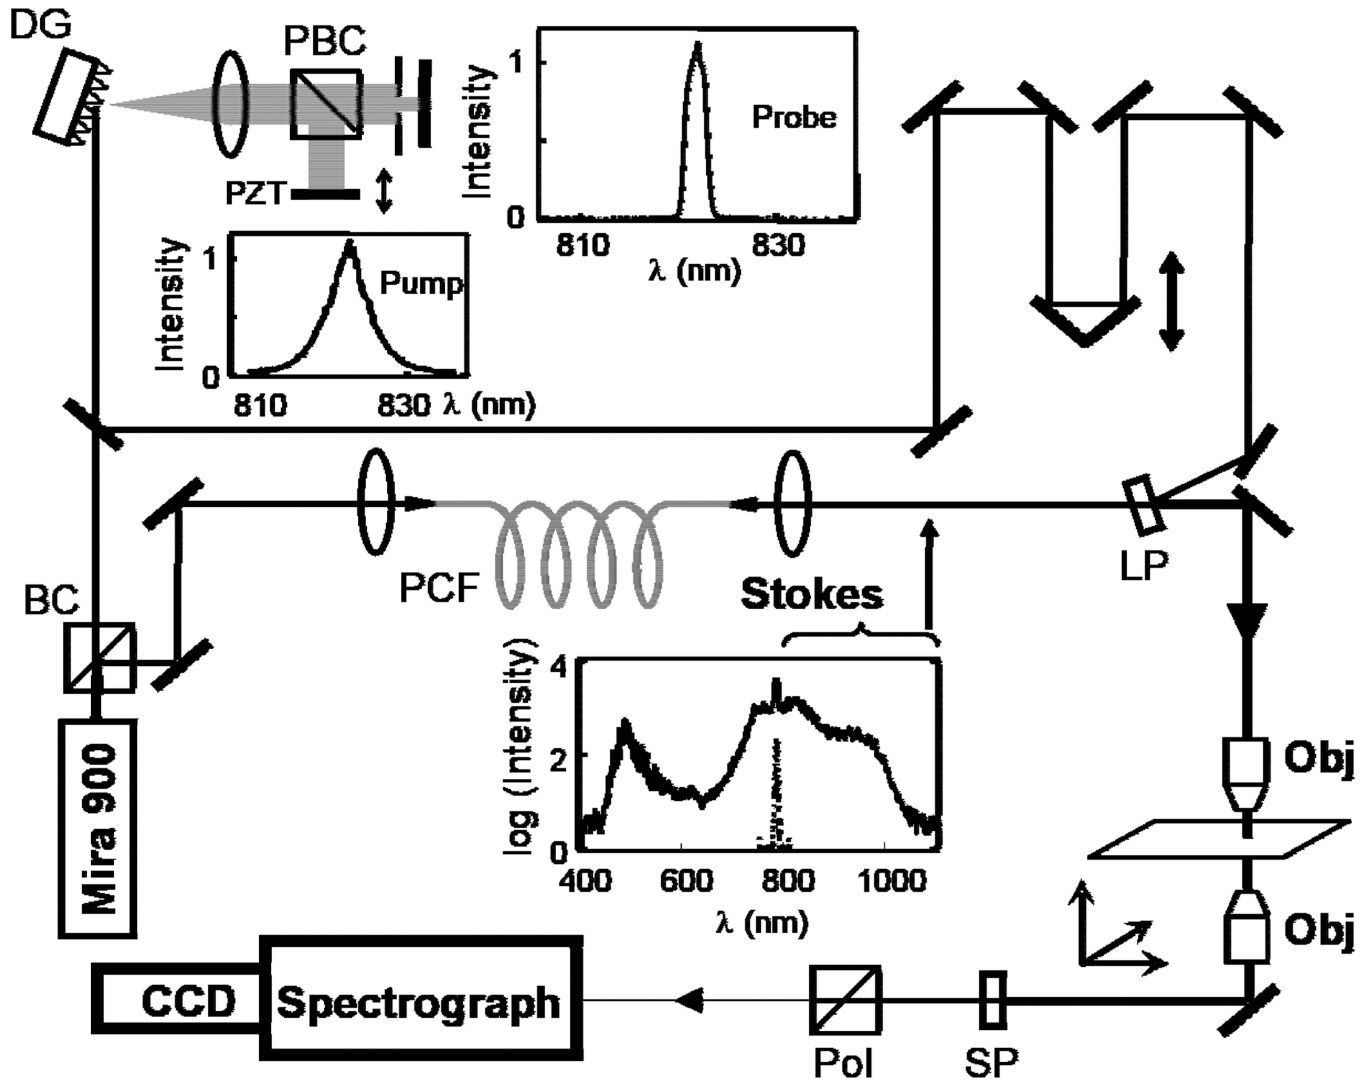 DG
PBC
PZT
Intensity
1
0
Probe
810
830
λ (nm)
Intensity
1
0
Pump
810
830 λ (nm)
PCF
LP
BC
Stokes
log (Intensity)
4
2
0
400
600
800
1000
λ (nm)
Mira 900
Obj
Obj
CCD
Spectrograph
Pol
SP